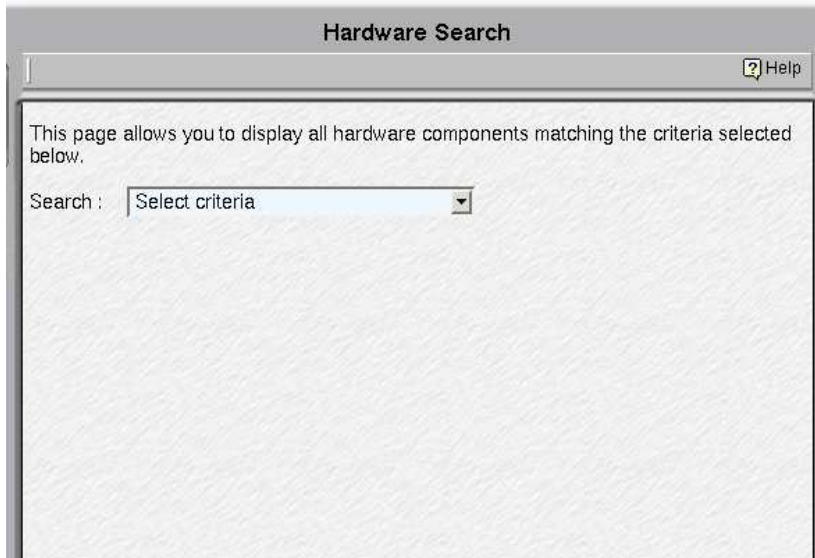 Hardware Search
Help
This page allows you to display all hardware components matching the criteria selected
below.
Search :
Select criteria